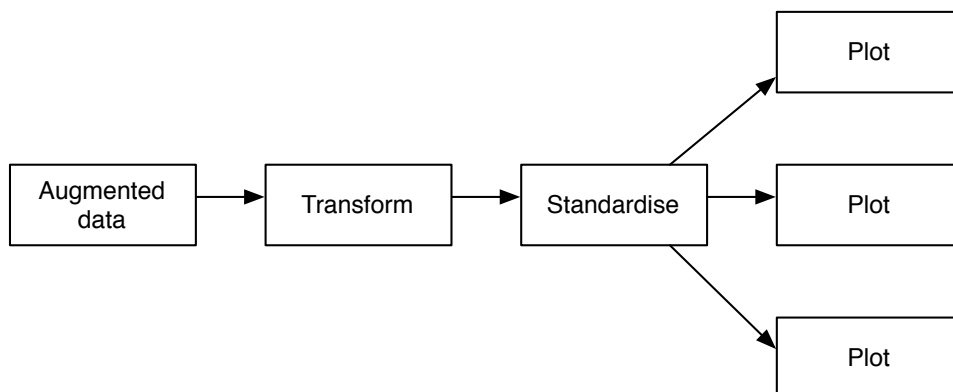 Plot
Augmented
data
Transform
Standardise
Plot
Plot